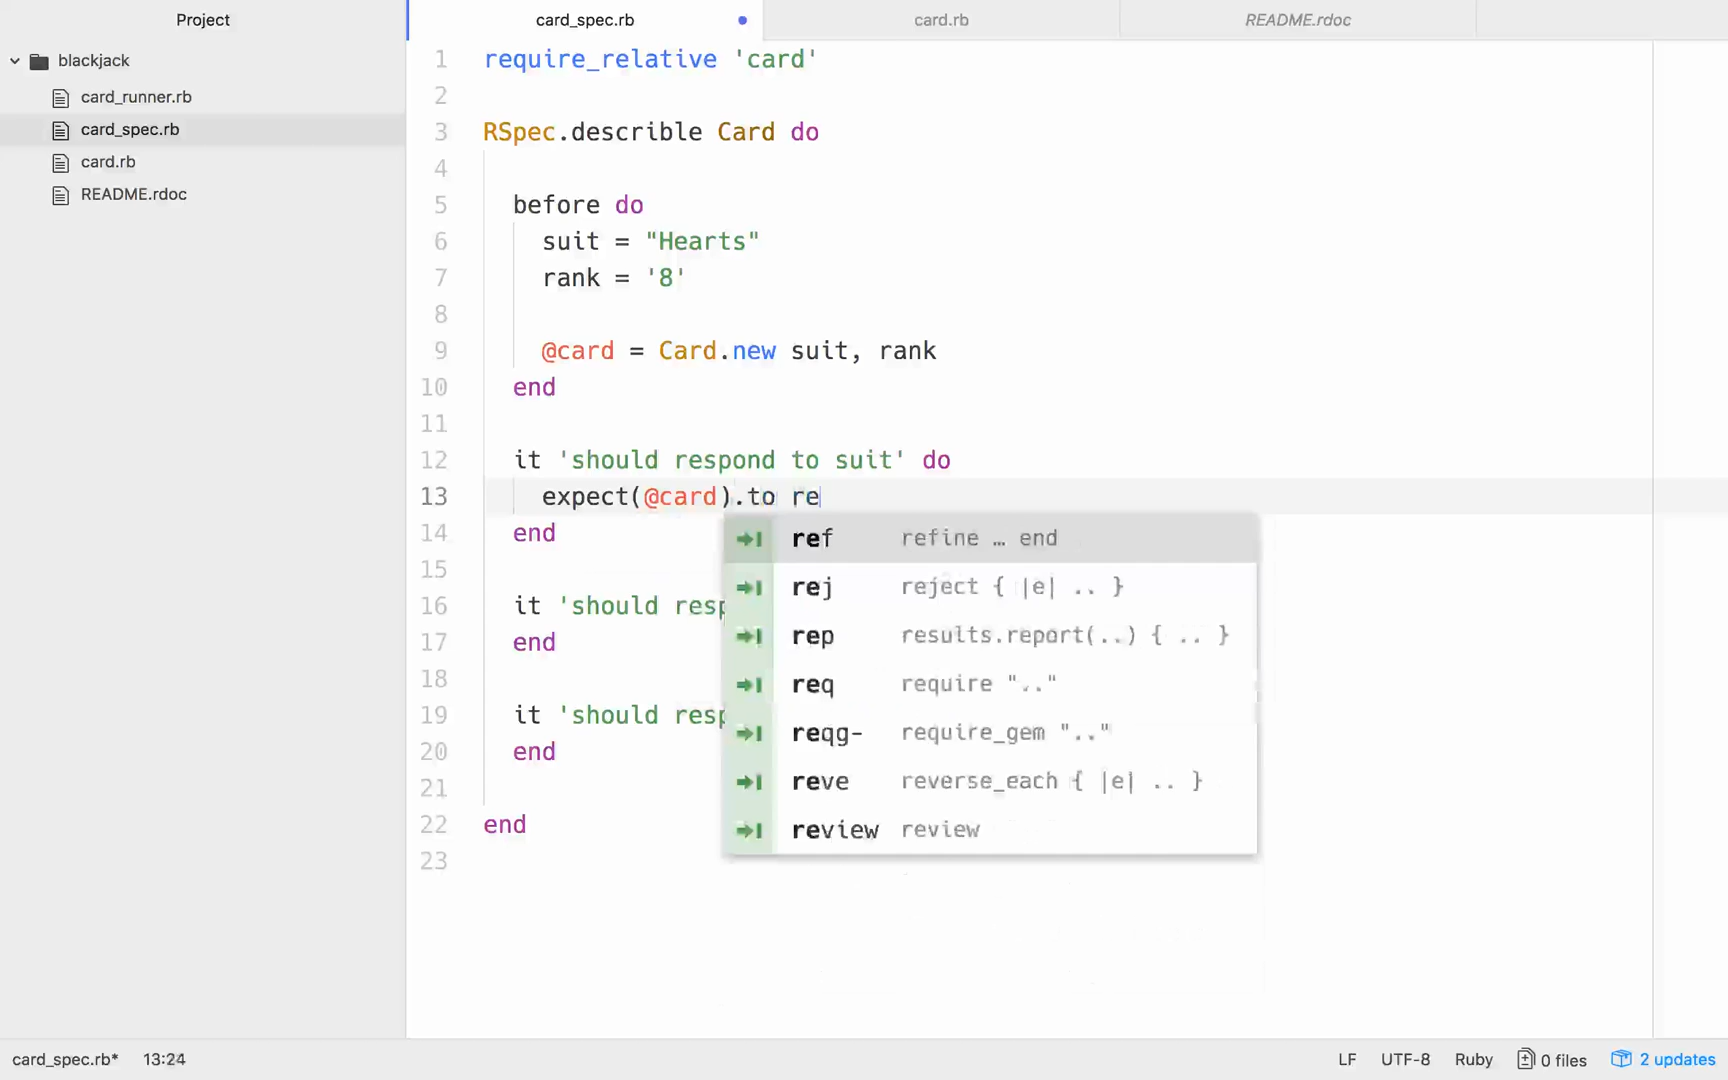 Project
card_spec.rb
card.rb
README.rdoc
blackjack
card_runner.rb
card_spec.rb
card.rb
README.rdoc
1 require_relative 'card'
2
3 RSpec.describle Card do
4
5 before do
6 suit = "Hearts"
7 rank = '8'
8
9 @card = Card.new suit, rank
10 end
11
12 it 'should respond to suit' do
13 expect(@card).to re
14 end
15
16 it 'should resp
17 end
18
19 it 'should resp
20 end
21
22 end
23
ref refine … end
rej reject { |e| .. }
rep results.report(..) { .. }
req require ".."
reqg- require_gem ".."
reve reverse_each { |e| .. }
review review
card_spec.rb* 13:24 LF UTF-8 Ruby 0 files 2 updates